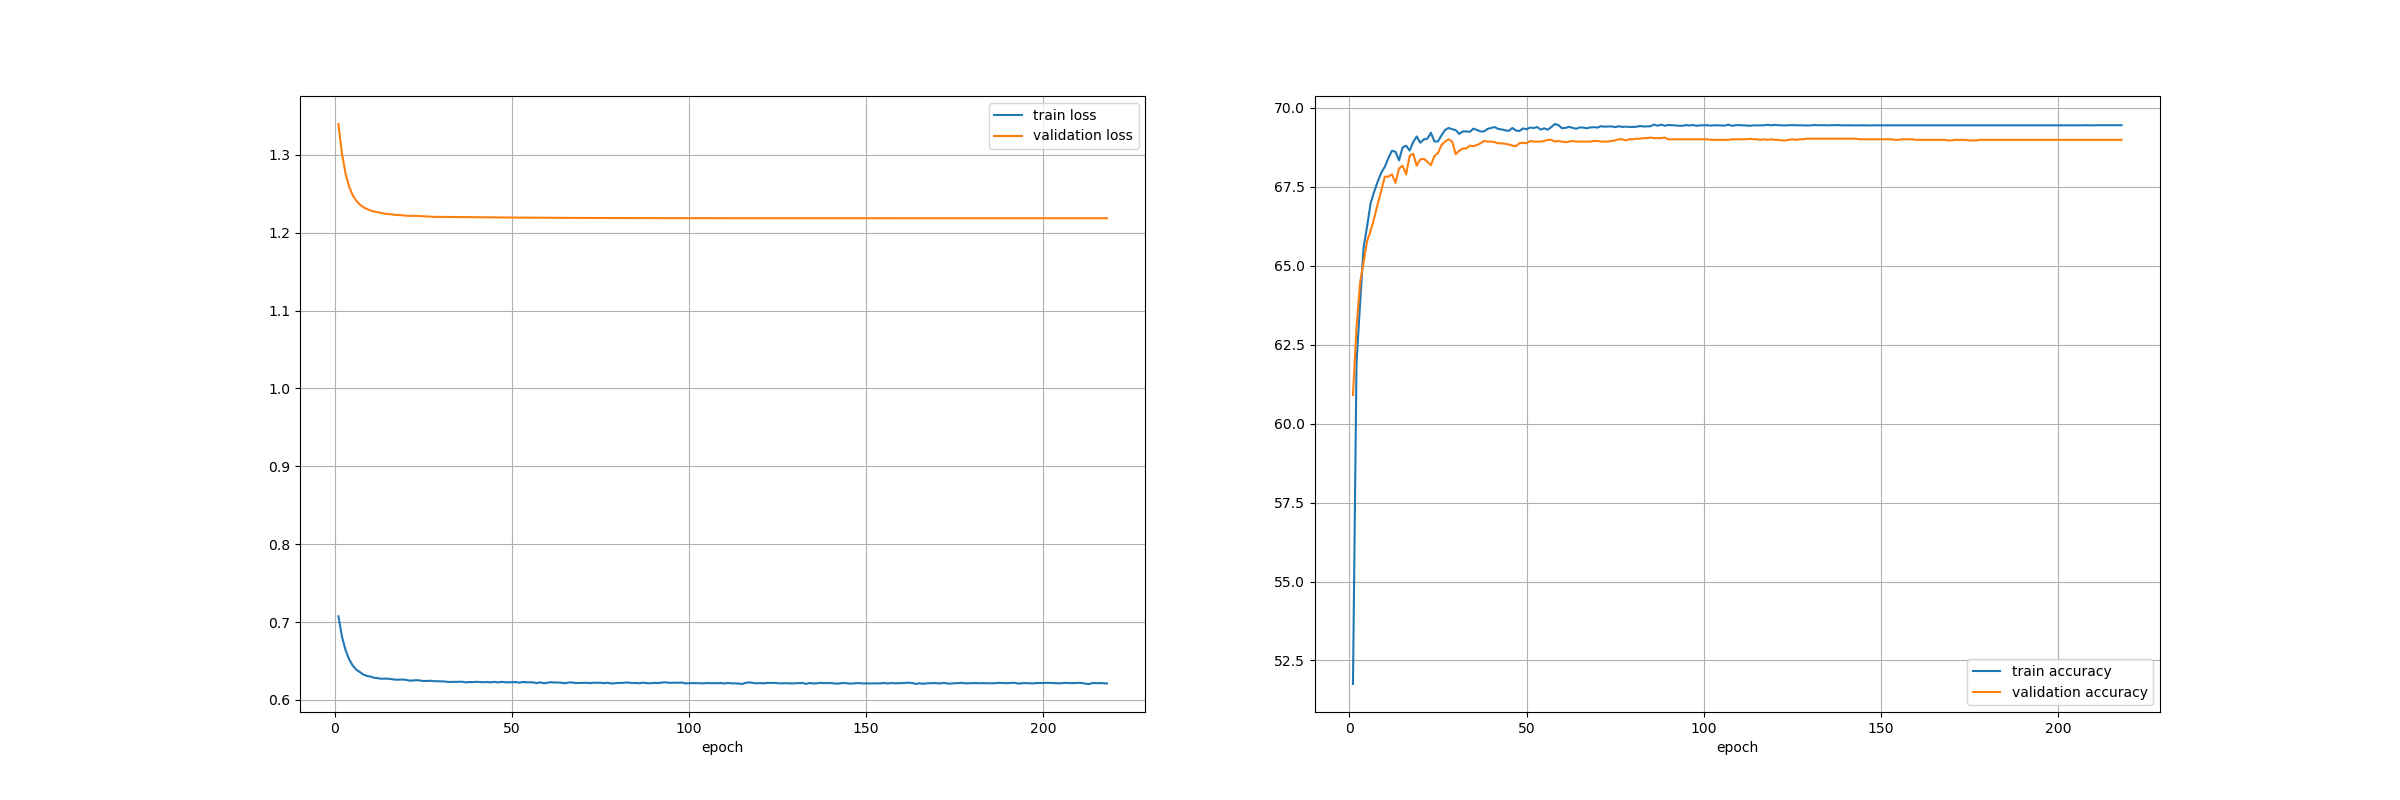 train loss
validation loss
1.3
1.2
1.1
1.0
0.9
0.8
0.7
0.6
0 50 100 150 200
epoch
70.0
67.5
65.0
62.5
60.0
57.5
55.0
52.5
train accuracy
validation accuracy
0 50 100 150 200
epoch